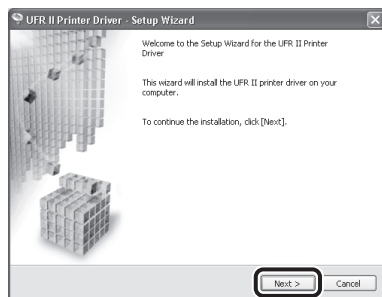 UFR II Printer Driver - Setup Wizard
Welcome to the Setup Wizard for the UFR II Printer
Driver
This wizard will install the UFR II printer driver on your
computer.
To continue the installation, click [Next].
Next >
Cancel